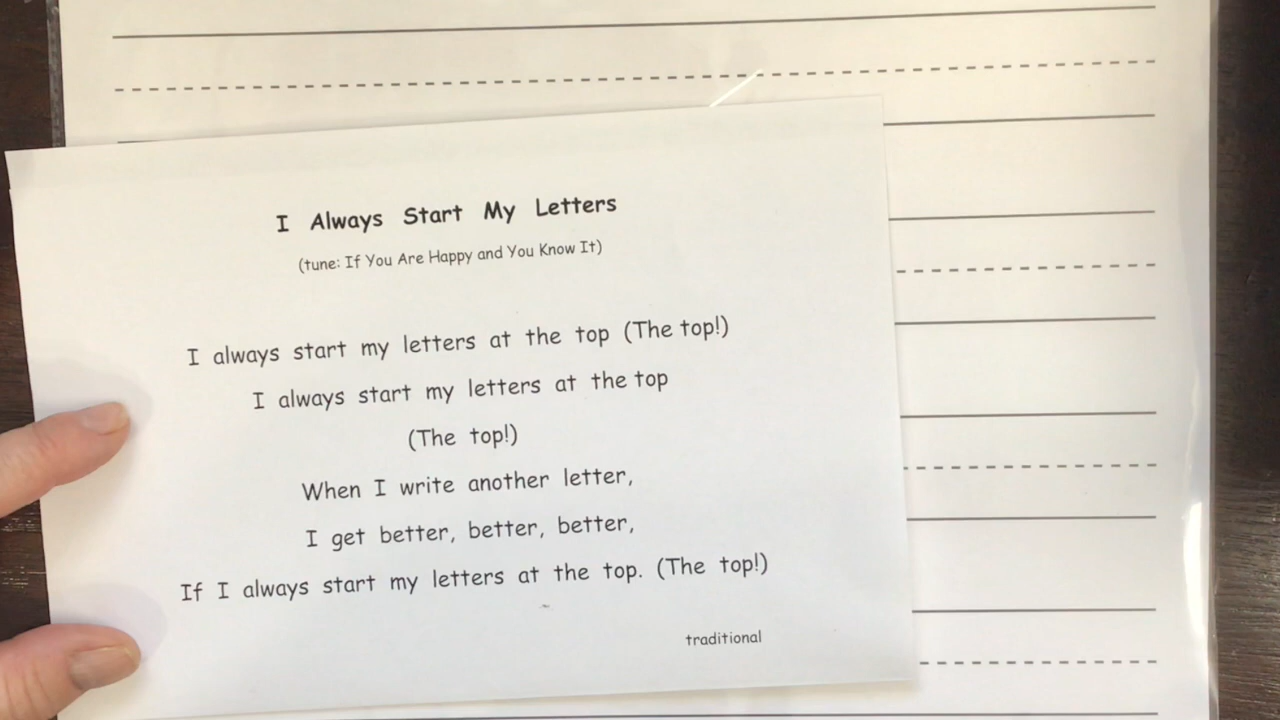 I Always Start My Letters
(tune: If You Are Happy and You Know It)
I always start my letters at the top (The top!)
I always start my letters at the top
(The top!)
When I write another letter,
I get better, better, better,
If I always start my letters at the top. (The top!)
traditional